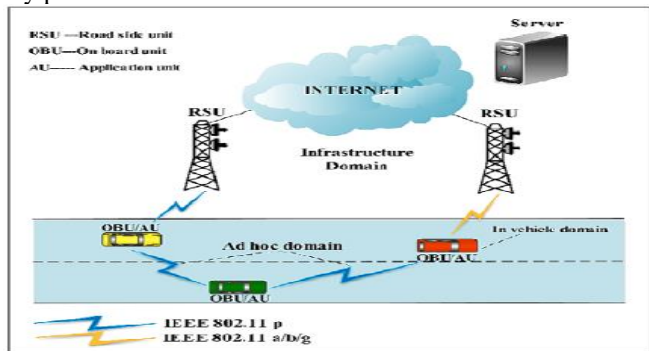 RSU —Road side unit
OBU—On board unit
AU—— Application unit
Server
INTERNET
RSU
RSU
Infrastructure
Domain
OBU/AU
In vehicle domain
Ad hoc domain
OBU/AU
OBU/AU
IEEE 802.11 p
IEEE 802.11 a/b/g